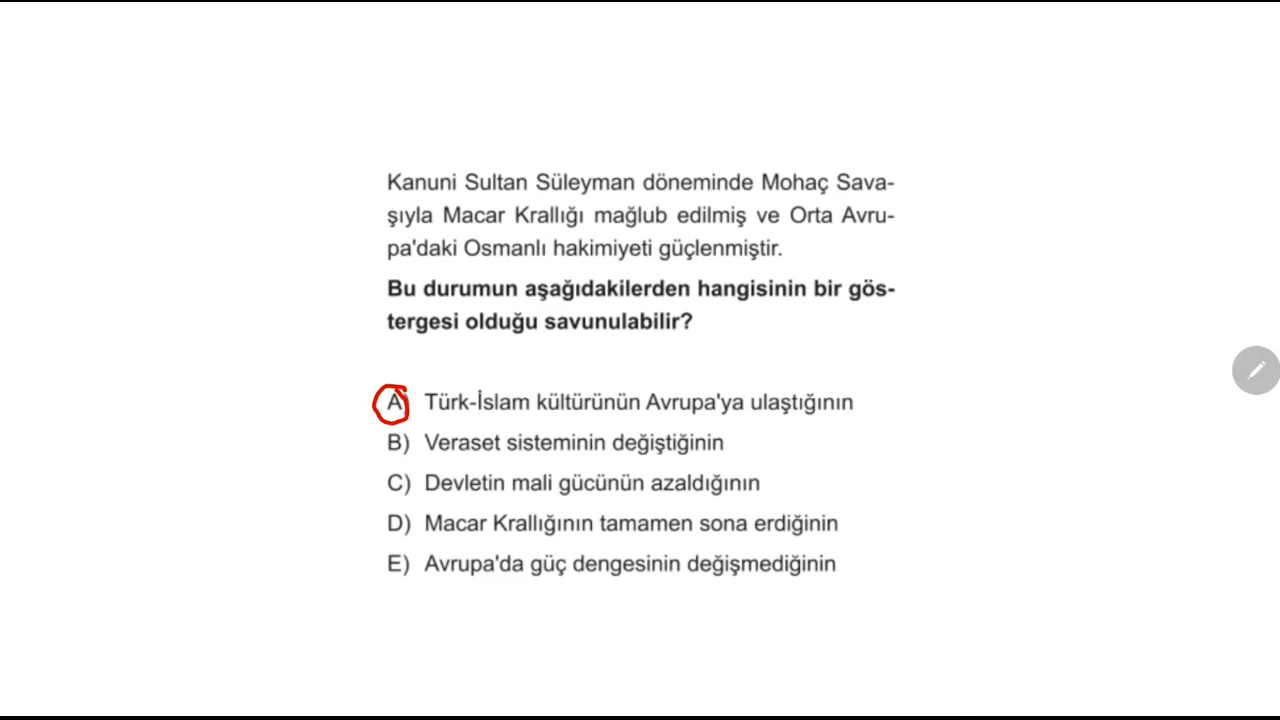 Kanuni Sultan Süleyman döneminde Mohaç Sava-
şıyla Macar Krallığı mağlub edilmiş ve Orta Avru-
pa'daki Osmanlı hakimiyeti güçlenmiştir.
Bu durumun aşağıdakilerden hangisinin bir gös-
tergesi olduğu savunulabilir?
A) Türk-İslam kültürünün Avrupa'ya ulaştığının
B) Veraset sisteminin değiştiğinin
C) Devletin mali gücünün azaldığının
D) Macar Krallığının tamamen sona erdiğinin
E) Avrupa'da güç dengesinin değişmediğinin